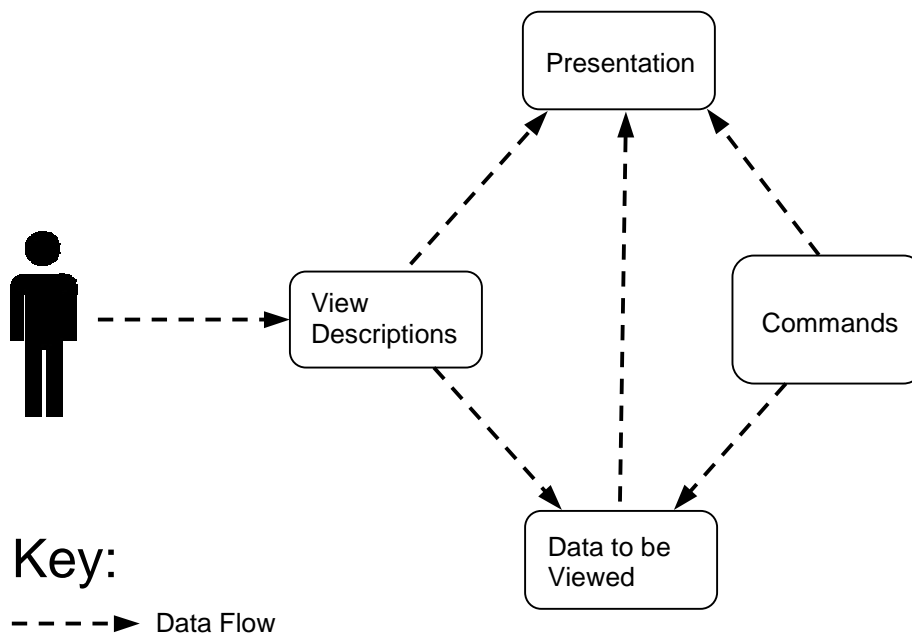 Presentation
View
Descriptions
Commands
Data to be
Viewed
Key:
Data Flow